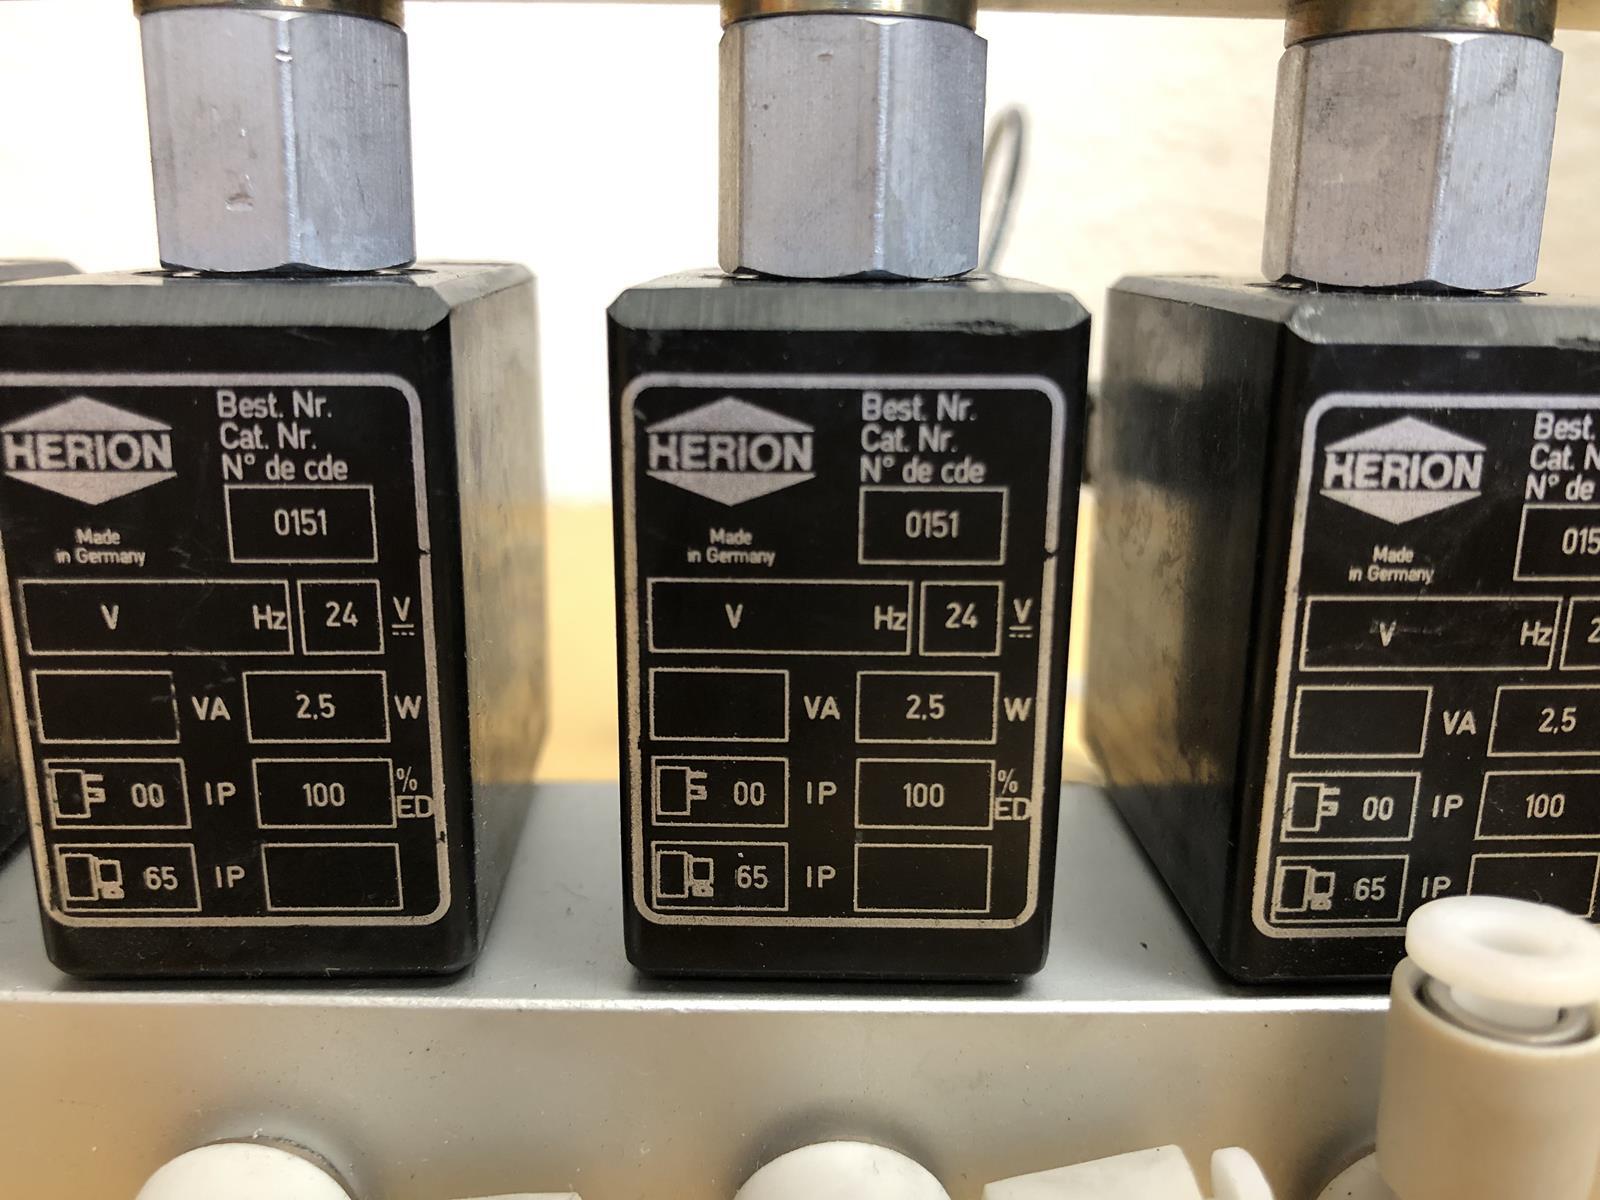 HERION
Best. Nr.
Cat. Nr.
N° de cde
Made
in Germany
0151
V Hz 24 V
VA 2,5 W
00 IP 100 % ED
65 IP
HERION
Best. Nr.
Cat. Nr.
N° de cde
Made
in Germany
0151
V Hz 24 V
VA 2,5 W
00 IP 100 % ED
65 IP
HERION
Best.
Cat. N
N° de
Made
in Germany
015
V Hz 2
VA 2,5
00 IP 100
65 IP